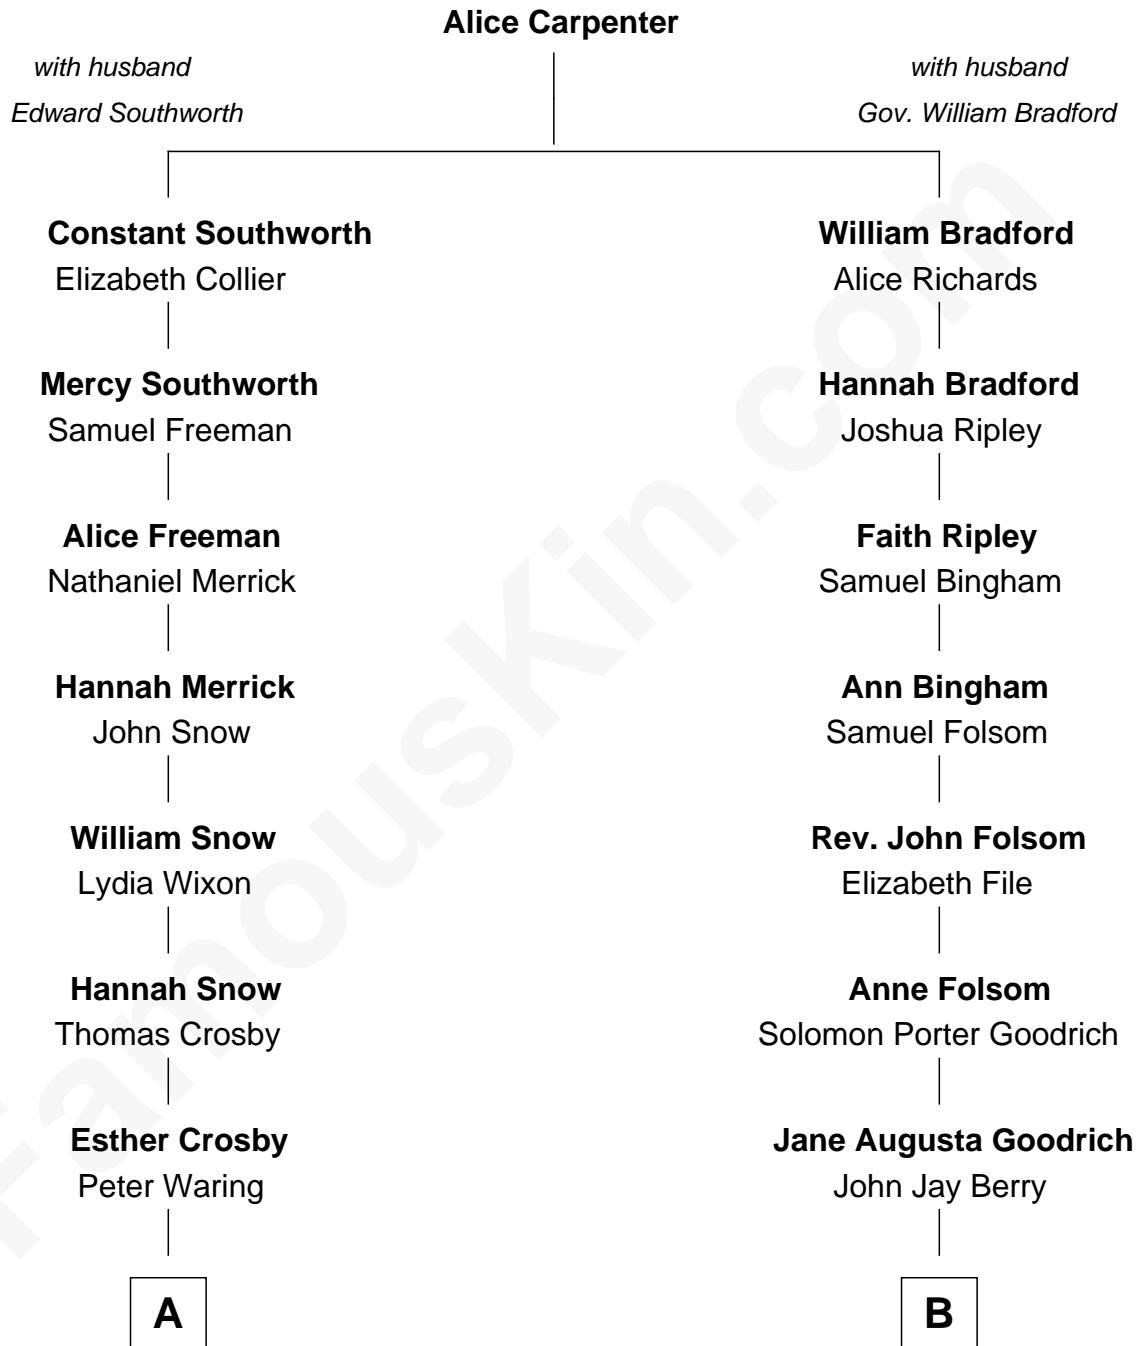 Alice Carpenter
with husband
Edward Southworth
with husband
Gov. William Bradford
Constant Southworth
Elizabeth Collier
William Bradford
Alice Richards
Mercy Southworth
Samuel Freeman
Hannah Bradford
Joshua Ripley
Alice Freeman
Nathaniel Merrick
Faith Ripley
Samuel Bingham
Hannah Merrick
John Snow
Ann Bingham
Samuel Folsom
William Snow
Lydia Wixon
Rev. John Folsom
Elizabeth File
Hannah Snow
Thomas Crosby
Anne Folsom
Solomon Porter Goodrich
Esther Crosby
Peter Waring
Jane Augusta Goodrich
John Jay Berry
A
B
FamousKin.com